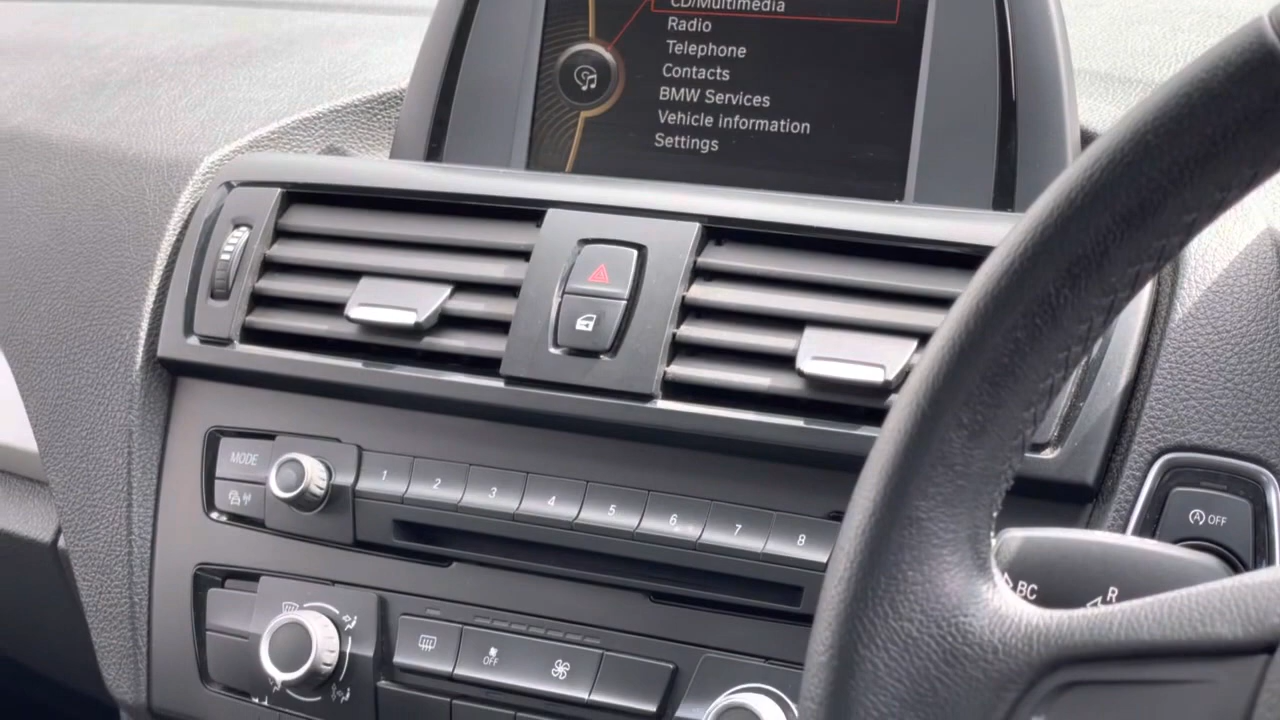 CD/Multimedia
Radio
Telephone
Contacts
BMW Services
Vehicle information
Settings
MODE
1 2 3 4 5 6 7 8
A OFF
BC
R
OFF